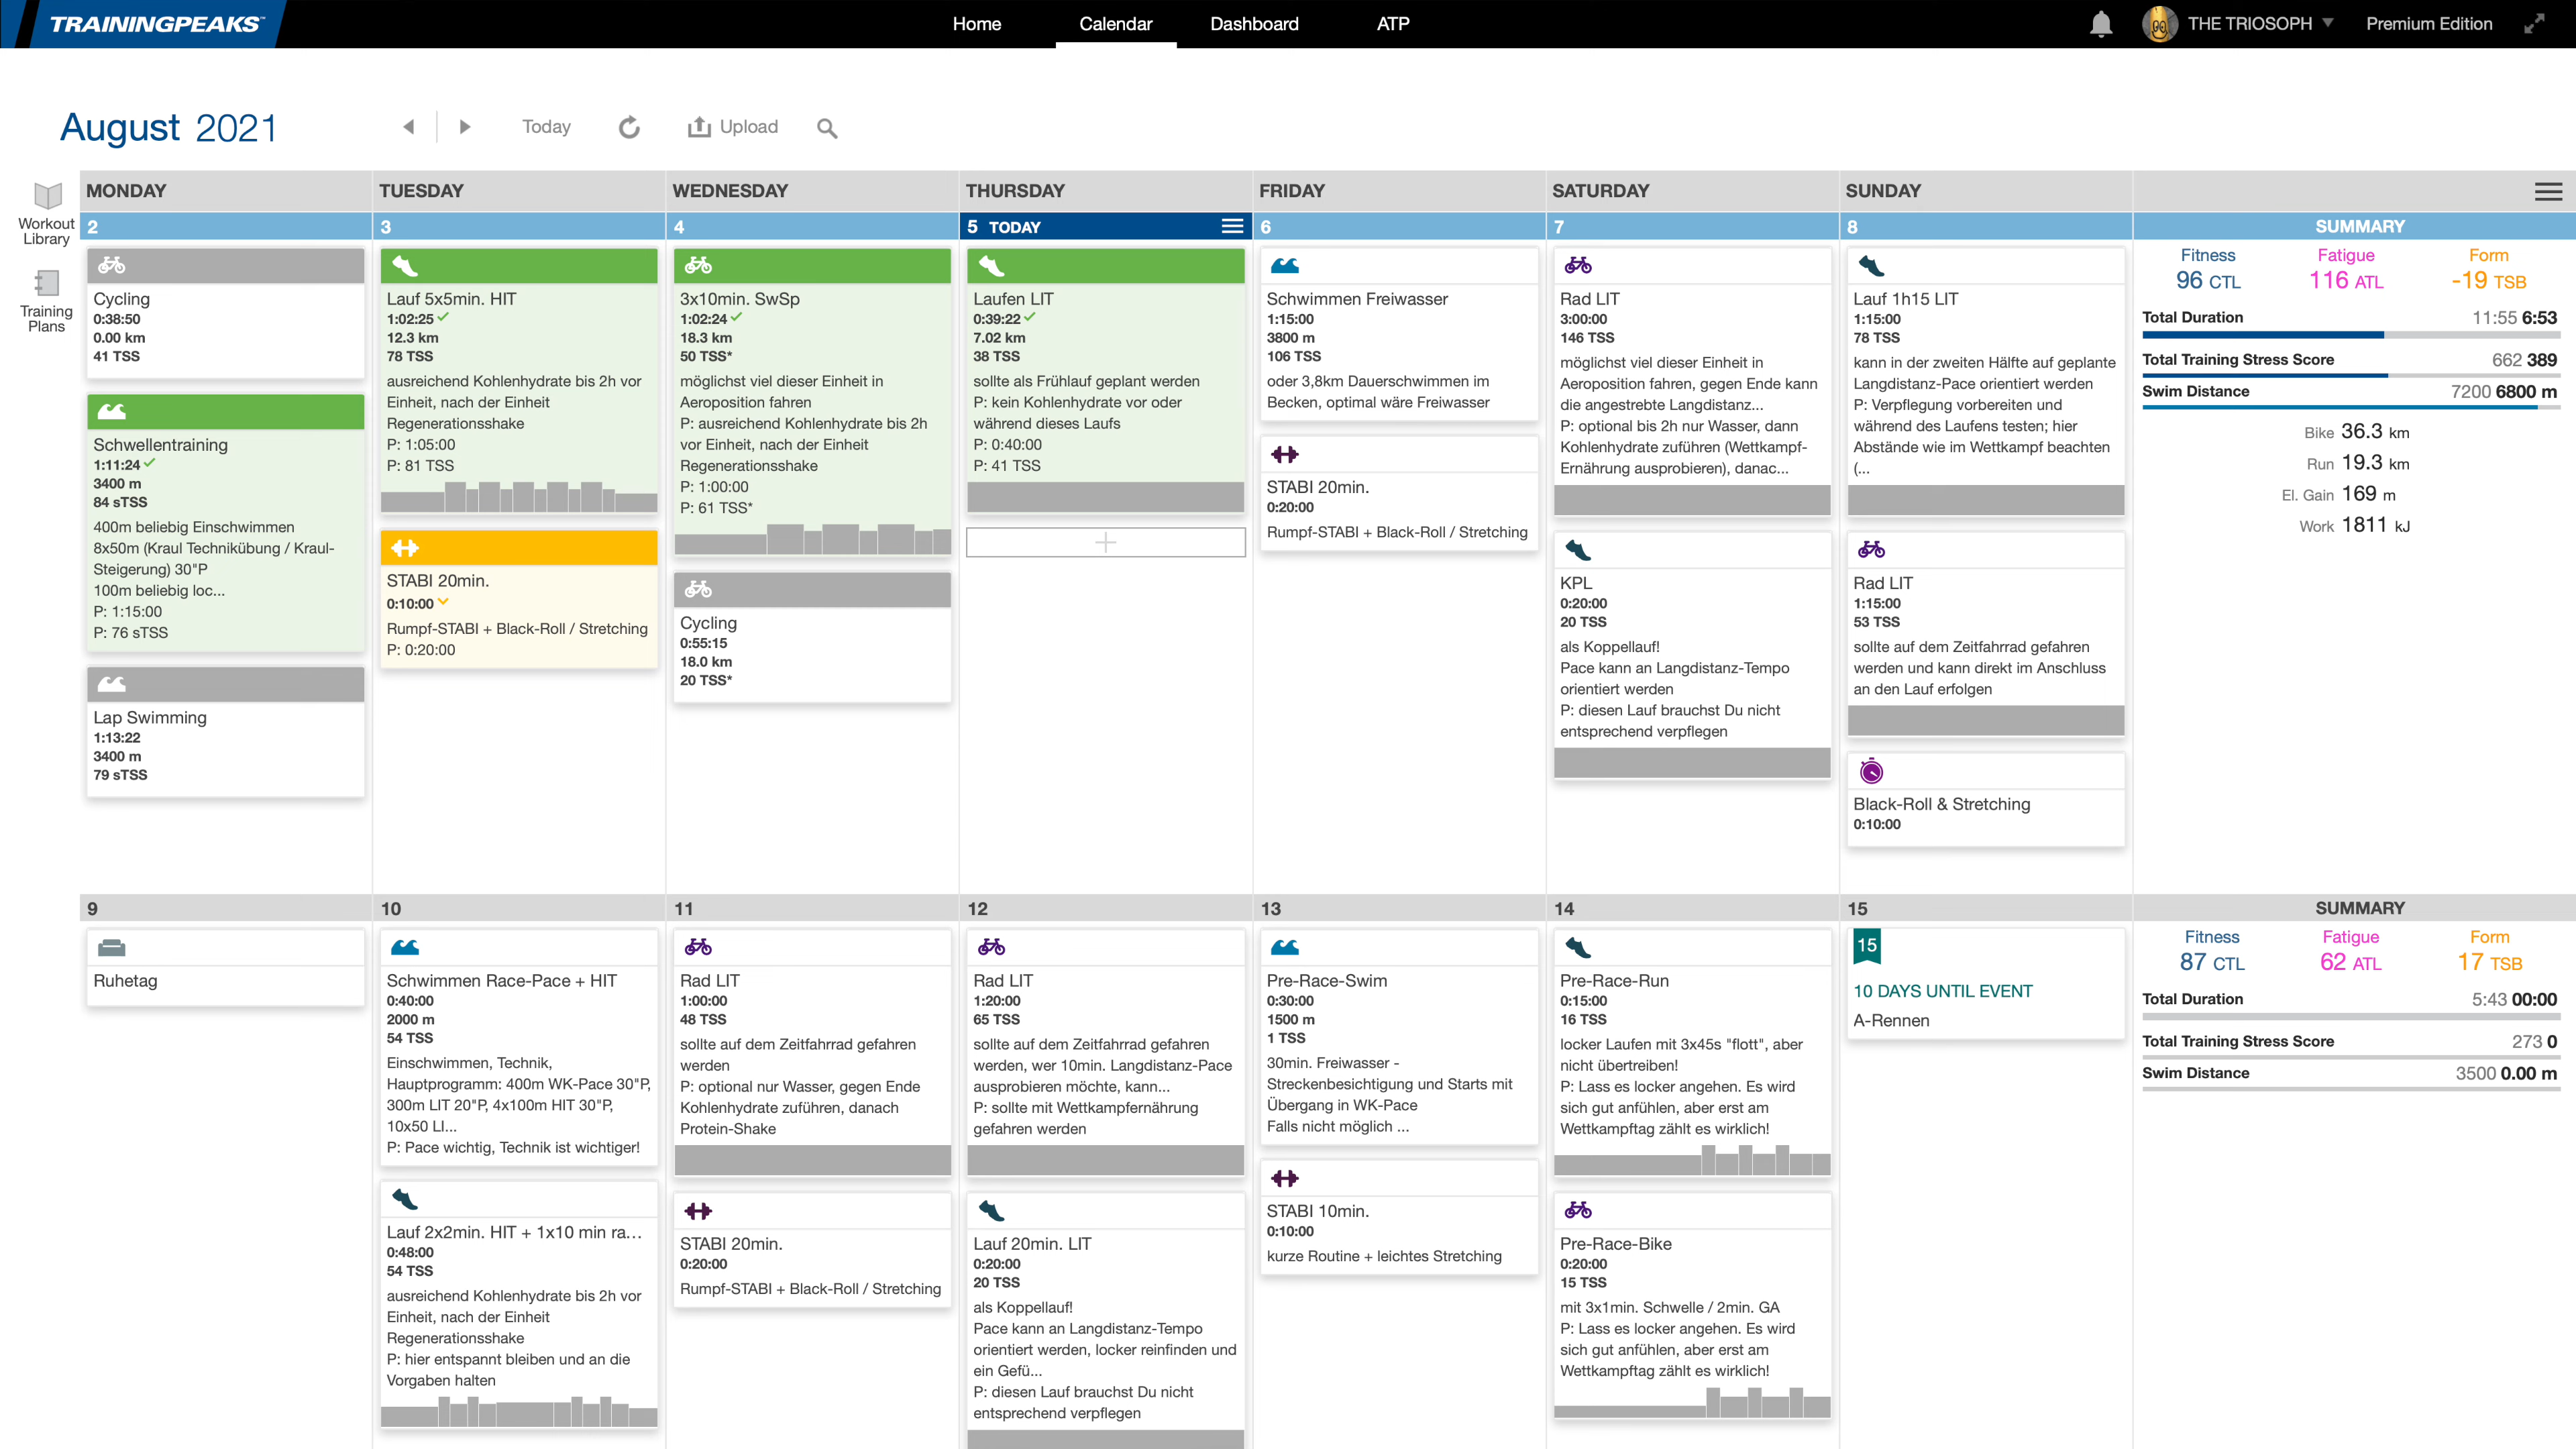 TRAININGPEAKS™
Home
Calendar
Dashboard
ATP
THE TRIOSOPH
Premium Edition
August 2021
Today
Upload
Workout
Library
Training
Plans
MONDAY
TUESDAY
WEDNESDAY
THURSDAY
FRIDAY
SATURDAY
SUNDAY
2
Cycling
0:38:50
0.00 km
41 TSS
Schwellentraining
1:11:24
3400 m
84 sTSS
400m beliebig Einschwimmen
8x50m (Kraul Technikübung / Kraul-
Steigerung) 30"P
100m beliebig loc...
P: 1:15:00
P: 76 sTSS
Lap Swimming
1:13:22
3400 m
79 sTSS
3
Lauf 5x5min. HIT
1:02:25
12.3 km
78 TSS
ausreichend Kohlenhydrate bis 2h vor
Einheit, nach der Einheit
Regenerationsshake
P: 1:05:00
P: 81 TSS
STABI 20min.
0:10:00
Rumpf-STABI + Black-Roll / Stretching
P: 0:20:00
4
3x10min. SwSp
1:02:24
18.3 km
50 TSS*
möglichst viel dieser Einheit in
Aeroposition fahren
P: ausreichend Kohlenhydrate bis 2h
vor Einheit, nach der Einheit
Regenerationsshake
P: 1:00:00
P: 61 TSS*
Cycling
0:55:15
18.0 km
20 TSS*
5 TODAY
Laufen LIT
0:39:22
7.02 km
38 TSS
sollte als Frühlauf geplant werden
P: kein Kohlenhydrate vor oder
während dieses Laufs
P: 0:40:00
P: 41 TSS
6
Schwimmen Freiwasser
1:15:00
3800 m
106 TSS
oder 3,8km Dauerschwimmen im
Becken, optimal wäre Freiwasser
STABI 20min.
0:20:00
Rumpf-STABI + Black-Roll / Stretching
7
Rad LIT
3:00:00
146 TSS
möglichst viel dieser Einheit in
Aeroposition fahren, gegen Ende kann
die angestrebte Langdistanz...
P: optional bis 2h nur Wasser, dann
Kohlenhydrate zuführen (Wettkampf-
Ernährung ausprobieren), danac...
KPL
0:20:00
20 TSS
als Koppellauf!
Pace kann an Langdistanz-Tempo
orientiert werden
P: diesen Lauf brauchst Du nicht
entsprechend verpflegen
8
Lauf 1h15 LIT
1:15:00
78 TSS
kann in der zweiten Hälfte auf geplante
Langdistanz-Pace orientiert werden
P: Verpflegung vorbereiten und
während des Laufens testen; hier
Abstände wie im Wettkampf beachten
(...
Rad LIT
1:15:00
53 TSS
sollte auf dem Zeitfahrrad gefahren
werden und kann direkt im Anschluss
an den Lauf erfolgen
Black-Roll & Stretching
0:10:00
SUMMARY
Fitness
Fatigue
Form
96 CTL
116 ATL
-19 TSB
Total Duration 11:55 6:53
Total Training Stress Score 662 389
Swim Distance 7200 6800 m
Bike 36.3 km
Run 19.3 km
El. Gain 169 m
Work 1811 kJ
9
Ruhetag
10
Schwimmen Race-Pace + HIT
0:40:00
2000 m
54 TSS
Einschwimmen, Technik,
Hauptprogramm: 400m WK-Pace 30"P,
300m LIT 20"P, 4x100m HIT 30"P,
10x50 LI...
P: Pace wichtig, Technik ist wichtiger!
Lauf 2x2min. HIT + 1x10 min ra...
0:48:00
54 TSS
ausreichend Kohlenhydrate bis 2h vor
Einheit, nach der Einheit
Regenerationsshake
P: hier entspannt bleiben und an die
Vorgaben halten
11
Rad LIT
1:00:00
48 TSS
sollte auf dem Zeitfahrrad gefahren
werden
P: optional nur Wasser, gegen Ende
Kohlenhydrate zuführen, danach
Protein-Shake
STABI 20min.
0:20:00
Rumpf-STABI + Black-Roll / Stretching
12
Rad LIT
1:20:00
65 TSS
sollte auf dem Zeitfahrrad gefahren
werden, wer 10min. Langdistanz-Pace
ausprobieren möchte, kann...
P: sollte mit Wettkampfernährung
gefahren werden
Lauf 20min. LIT
0:20:00
20 TSS
als Koppellauf!
Pace kann an Langdistanz-Tempo
orientiert werden, locker reinfinden und
ein Gefü...
P: diesen Lauf brauchst Du nicht
entsprechend verpflegen
13
Pre-Race-Swim
0:30:00
1500 m
1 TSS
30min. Freiwasser -
Streckenbesichtigung und Starts mit
Übergang in WK-Pace
Falls nicht möglich ...
STABI 10min.
0:10:00
kurze Routine + leichtes Stretching
14
Pre-Race-Run
0:15:00
16 TSS
locker Laufen mit 3x45s "flott", aber
nicht übertreiben!
P: Lass es locker angehen. Es wird
sich gut anfühlen, aber erst am
Wettkampftag zählt es wirklich!
Pre-Race-Bike
0:20:00
15 TSS
mit 3x1min. Schwelle / 2min. GA
P: Lass es locker angehen. Es wird
sich gut anfühlen, aber erst am
Wettkampftag zählt es wirklich!
15
15
10 DAYS UNTIL EVENT
A-Rennen
SUMMARY
Fitness
Fatigue
Form
87 CTL
62 ATL
17 TSB
Total Duration 5:43 00:00
Total Training Stress Score 273 0
Swim Distance 3500 0.00 m